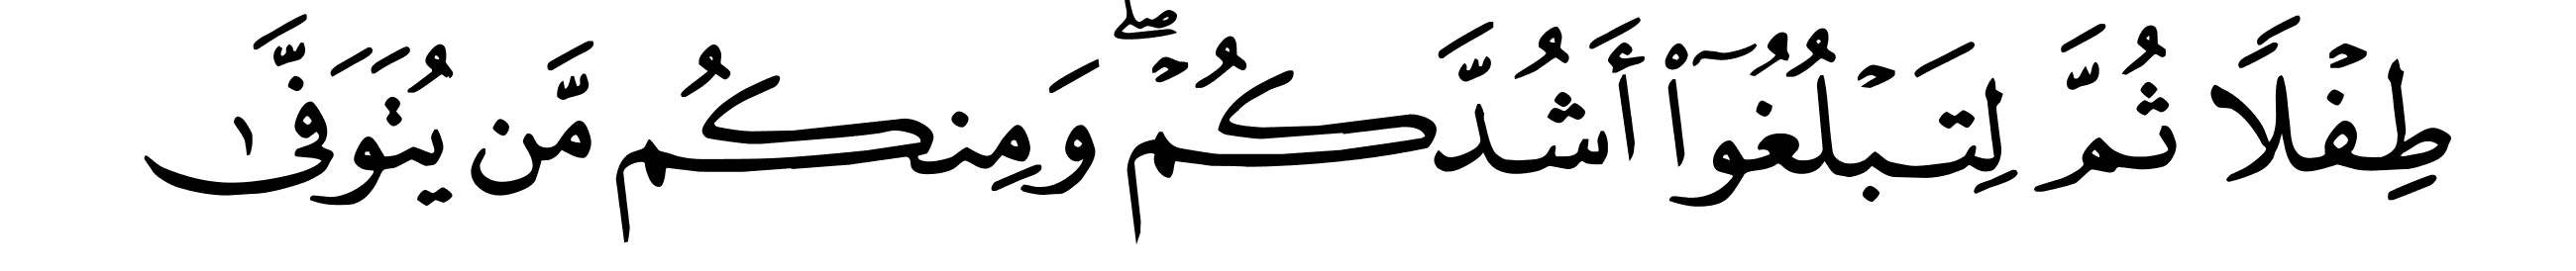 طِفۡلٗا ثُمَّ لِتَبۡلُغُوٓاْ أَشُدَّكُمۡۖ وَمِنكُم مَّن يُتَوَفَّىٰ